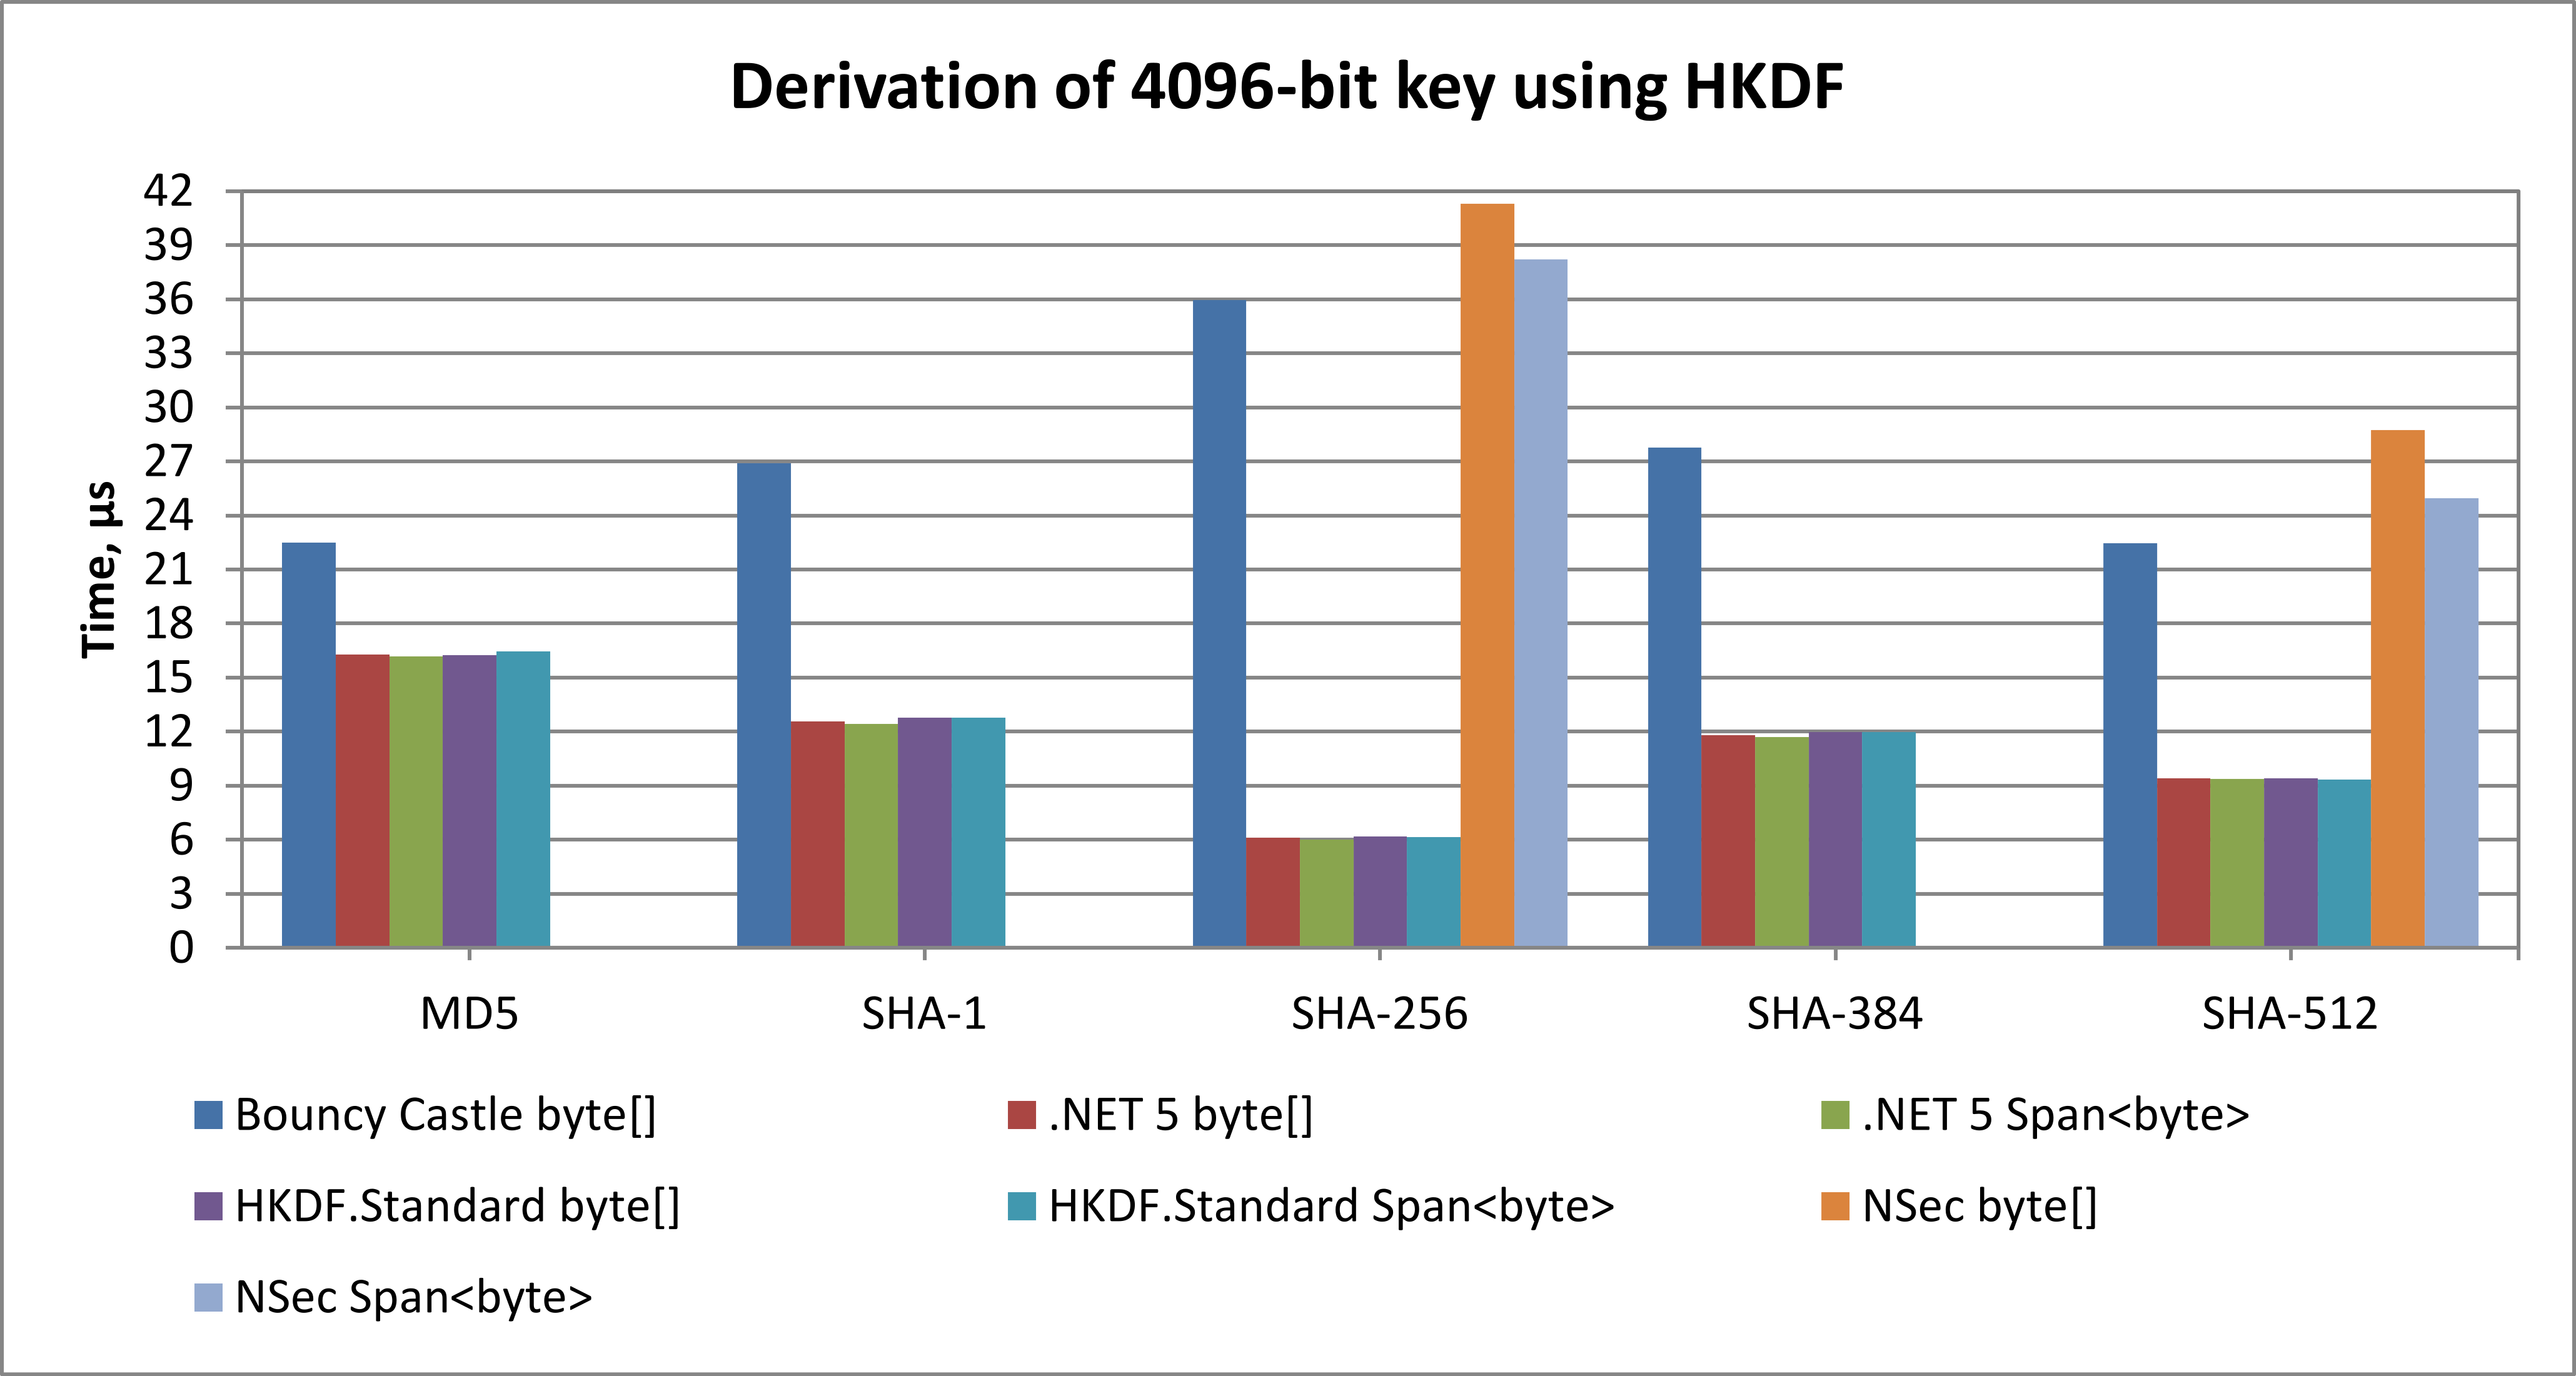 Derivation of 4096-bit key using HKDF
42
39
36
33
30
27
24
21
18
15
12
9
6
3
0
Time, µs
MD5 SHA-1 SHA-256 SHA-384 SHA-512
Bouncy Castle byte[] .NET 5 byte[] .NET 5 Span<byte>
HKDF.Standard byte[] HKDF.Standard Span<byte> NSec byte[]
NSec Span<byte>